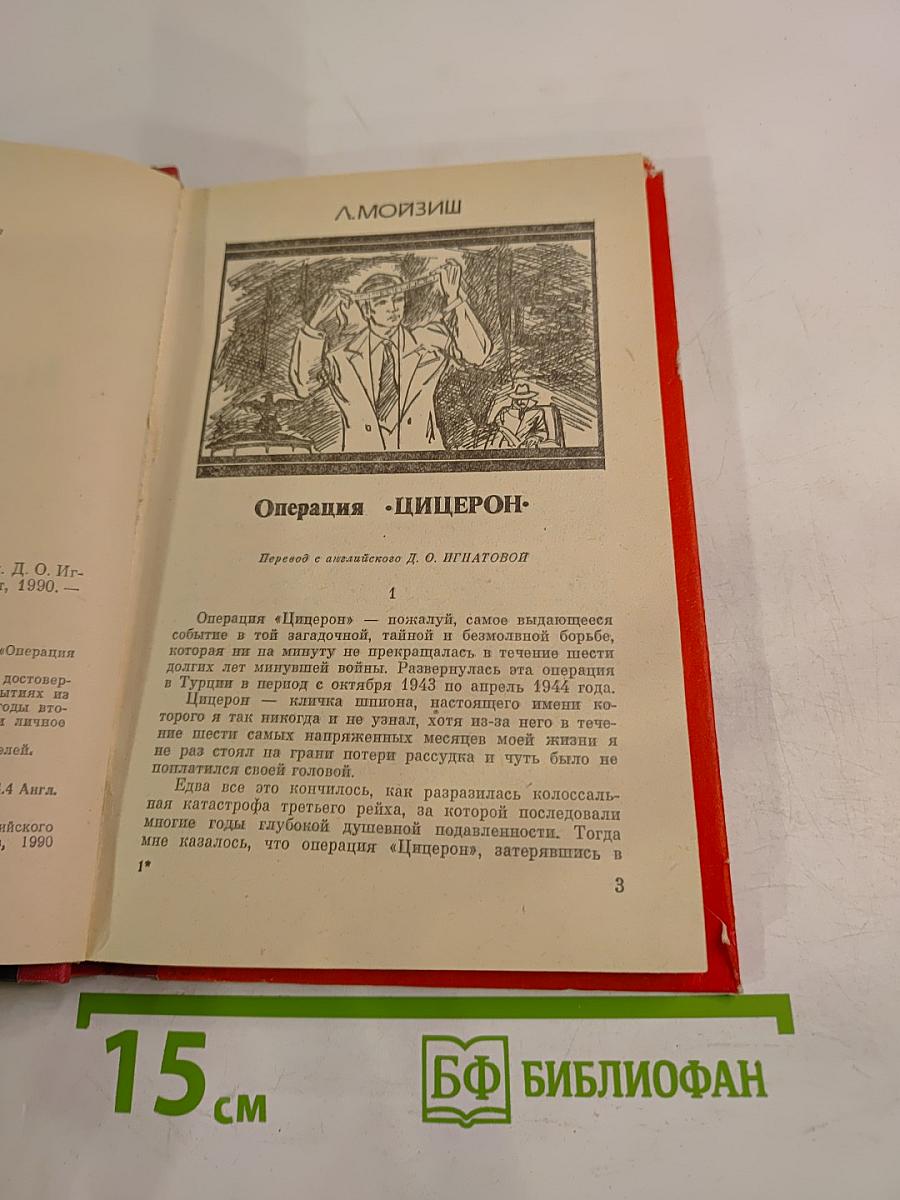 . Д. О. Иг-
т, 1990. —
«Операция
достовер-
ытиях из
годы вто-
и личное
елей.
.4 Англ.
ийского
, 1990
Л.МОЙЗИШ
Операция «ЦИЦЕРОН»
Перевод с английского Д. О. ИГНАТОВОЙ
1
Операция «Цицерон» — пожалуй, самое выдающееся
событие в той загадочной, тайной и безмолвной борьбе,
которая ни на минуту не прекращалась в течение шести
долгих лет минувшей войны. Развернулась эта операция
в Турции в период с октября 1943 по апрель 1944 года.
Цицерон — кличка шпиона, настоящего имени ко-
торого я так никогда и не узнал, хотя из-за него в тече-
ние шести самых напряженных месяцев моей жизни я
не раз стоял на грани потери рассудка и чуть было не
поплатился своей головой.
Едва все это кончилось, как разразилась колоссаль-
ная катастрофа третьего рейха, за которой последовали
многие годы глубокой душевной подавленности. Тогда
мне казалось, что операция «Цицерон», затерявшись в
1*
3
15 см
БФ БИБЛИОФАН